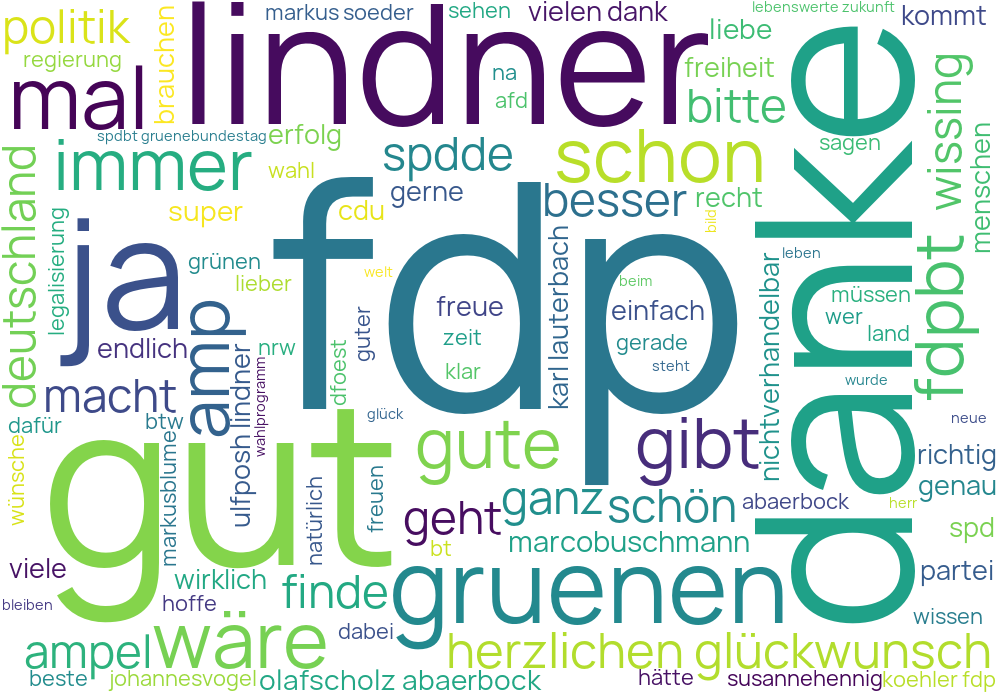 politik
regierung
mal
brauchen
markus soeder
lindner
sehen
vielen dank
liebe
lebenswerte zukunft
kommt
na
afd
freiheit
bitte
danke
sagen
wissing
menschen
spdbt gruenebundestag
erfolg
immer
wahl
spdde
gerne
schon
besser
recht
deutschland
legalisierung
super
cdu
bild
ja
grünen
lieber
fdp
welt
freue
zeit
klar
karl lauterbach
beim
einfach
gerade
steht
nichtverhandelbar
leben
müssen
wer
land
wurde
fdpbt
endlich
amp
nrw
guter
dfoest
macht
dafür
btw
ulfposh lindner
wahlprogramm
glück
neue
gut
gute
gibt
richtig
genau
wünsche
markusblume
natürlich
freuen
geht
ganz
schön
abaerbock
herr
bt
marcobuschmann
spd
viele
wirklich
finde
gruenen
partei
bleiben
hoffe
wissen
ampel
wäre
dabei
herzlichen glückwunsch
beste
johannesvogel
olafscholz abaerbock
hätte
susannehennig
koehler fdp